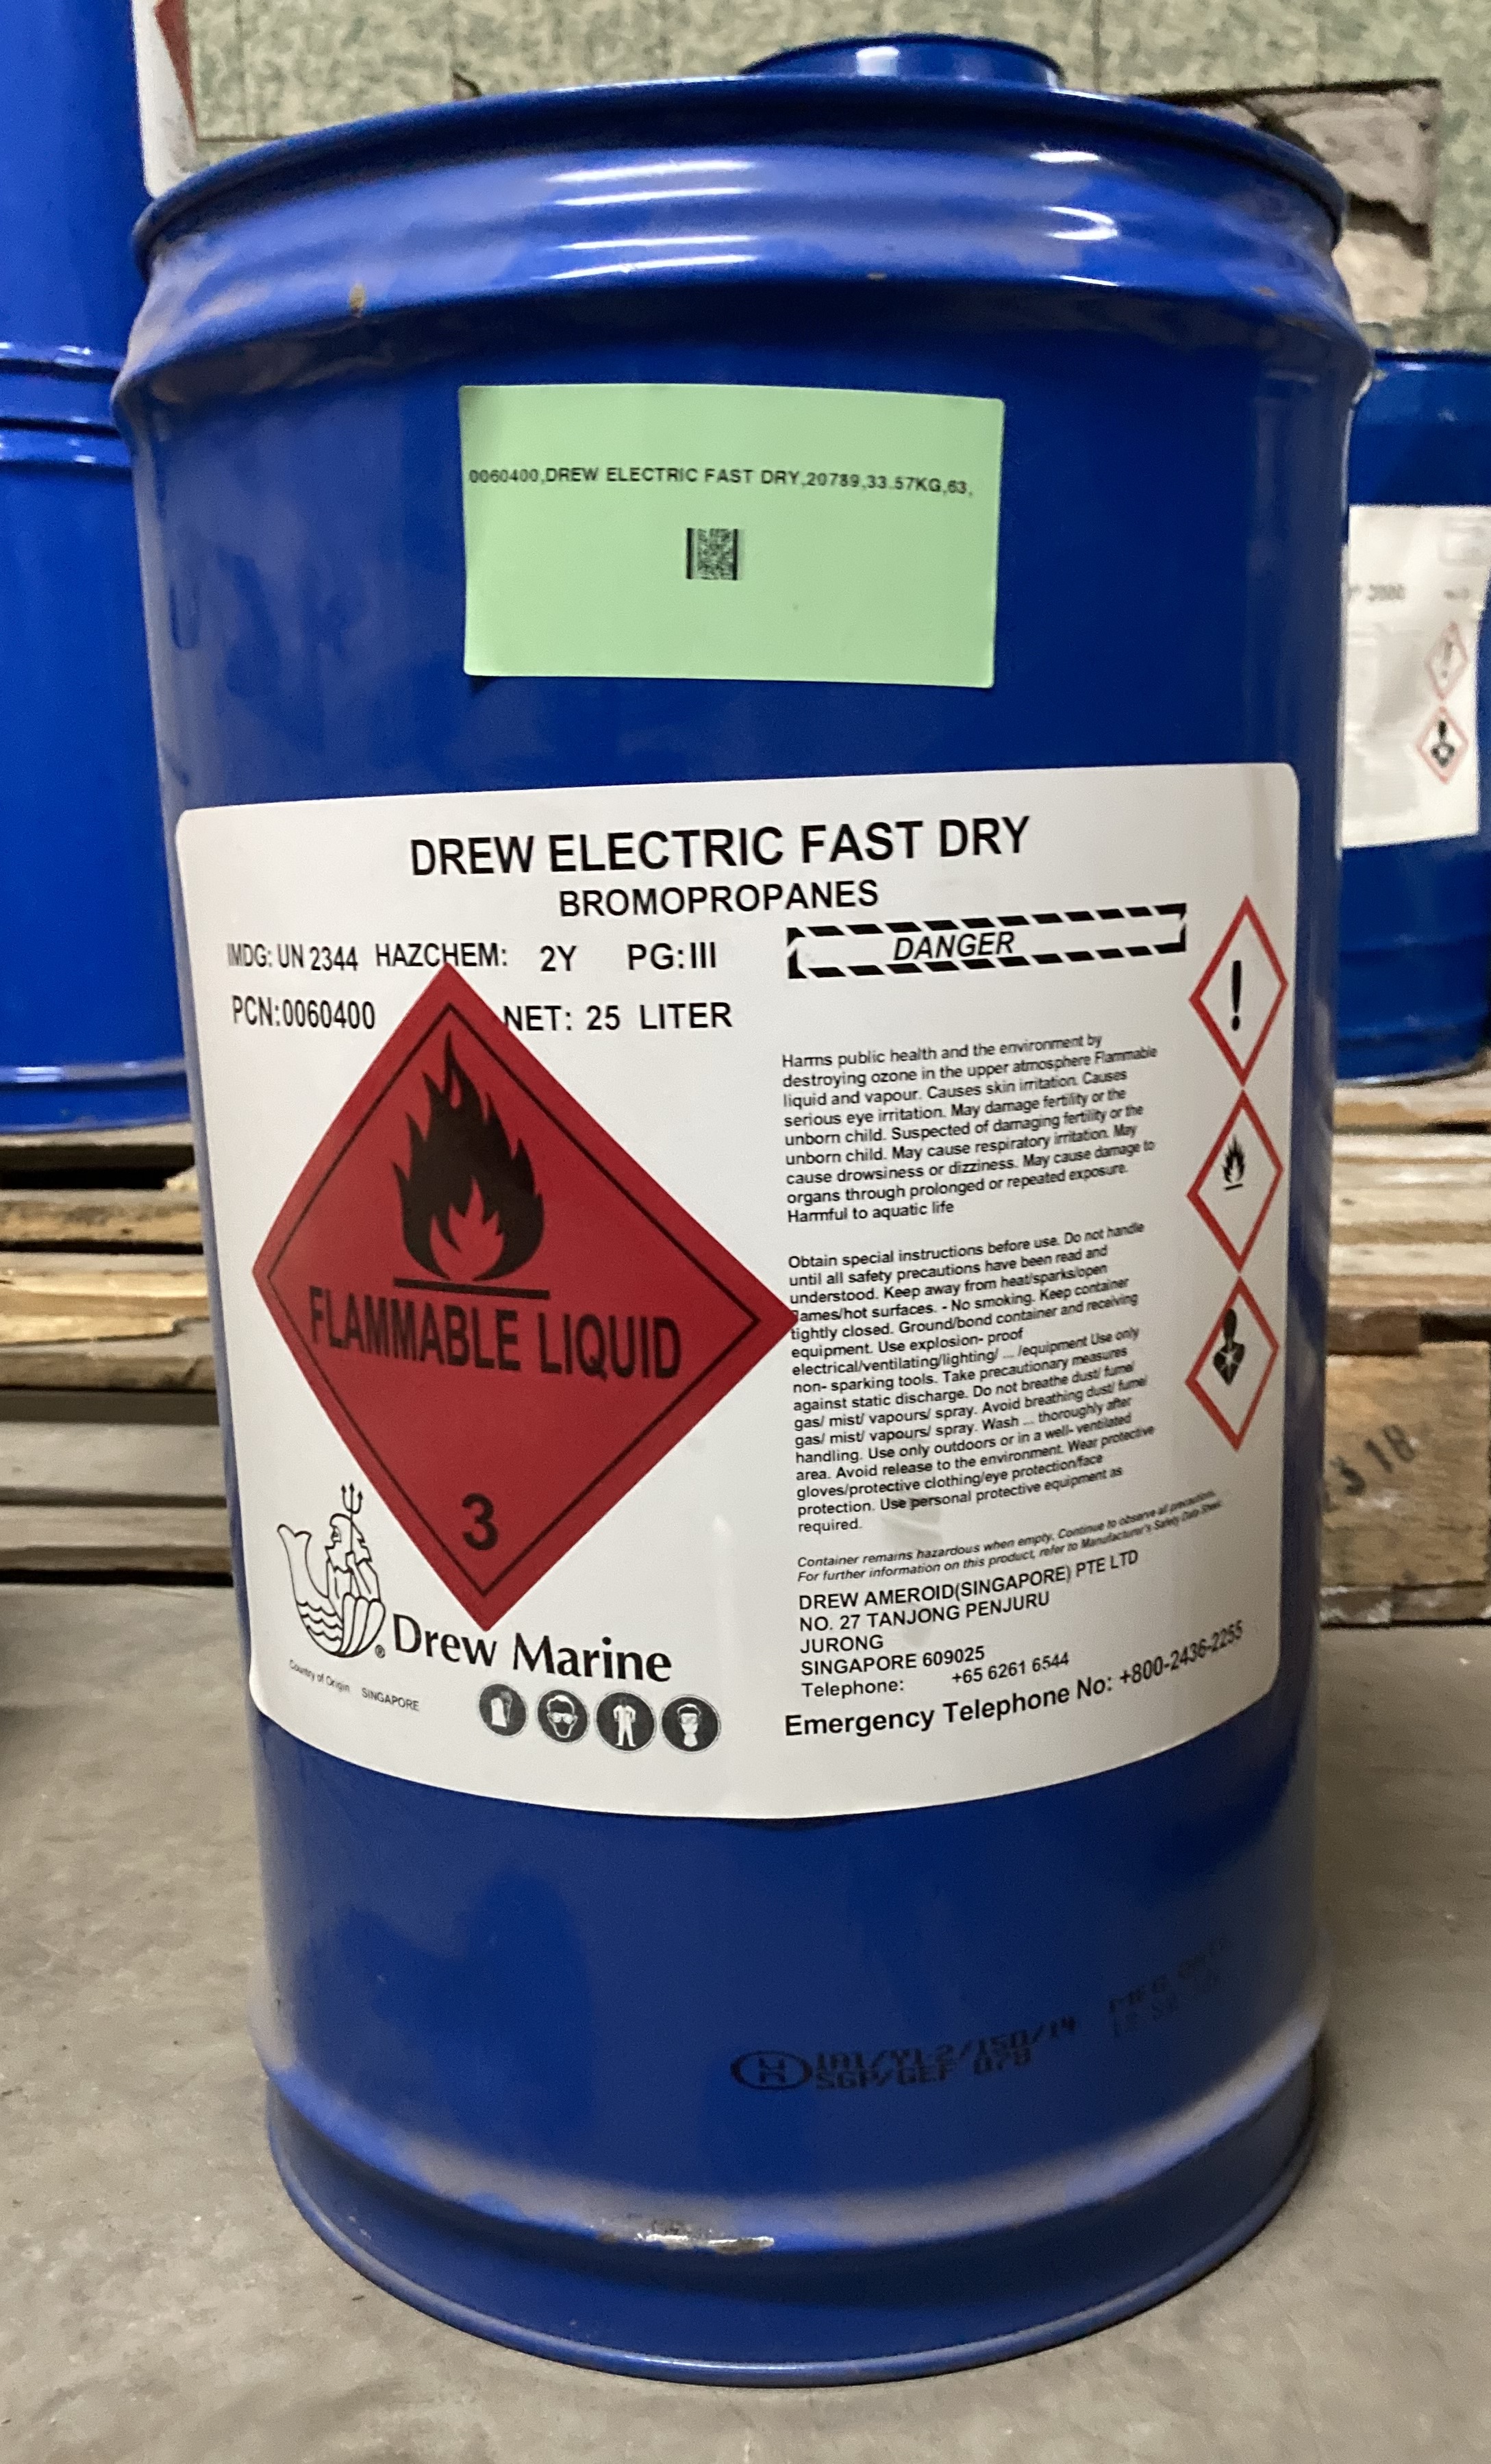 0060400,DREW ELECTRIC FAST DRY,20789,33.57KG,63,
DREW ELECTRIC FAST DRY
BROMOPROPANES
IMDG: UN 2344 HAZCHEM: 2Y PG:III
PCN:0060400 NET: 25 LITER
DANGER
FLAMMABLE LIQUID
3
Harms public health and the environment by
destroying ozone in the upper atmosphere Flammable
liquid and vapour. Causes skin irritation. Causes
serious eye irritation. May damage fertility or the
unborn child. Suspected of damaging fertility or the
unborn child. May cause respiratory irritation. May
cause drowsiness or dizziness. May cause damage to
organs through prolonged or repeated exposure.
Harmful to aquatic life
Obtain special instructions before use. Do not handle
until all safety precautions have been read and
understood. Keep away from heat/sparks/open
lames/hot surfaces. - No smoking. Keep container
tightly closed. Ground/bond container and receiving
equipment. Use explosion- proof
electrical/ventilating/lighting/ ... /equipment Use only
non- sparking tools. Take precautionary measures
against static discharge. Do not breathe dust/ fume/
gas/ mist/ vapours/ spray. Avoid breathing dust/ fume/
gas/ mist/ vapours/ spray. Wash ... thoroughly after
handling. Use only outdoors or in a well- ventilated
area. Avoid release to the environment. Wear protective
gloves/protective clothing/eye protection/face
protection. Use personal protective equipment as
required.
Container remains hazardous when empty. Continue to observe all precaution.
For further information on this product, refer to Manufacturer's Safety Data Sheet.
DREW AMEROID(SINGAPORE) PTE LTD
NO. 27 TANJONG PENJURU
JURONG
SINGAPORE 609025
Telephone: +65 6261 6544
Emergency Telephone No: +800-2436-2255
® Drew Marine
Country of Origin SINGAPORE
1A1/Y1.2/150/14
SGP/GEF 078